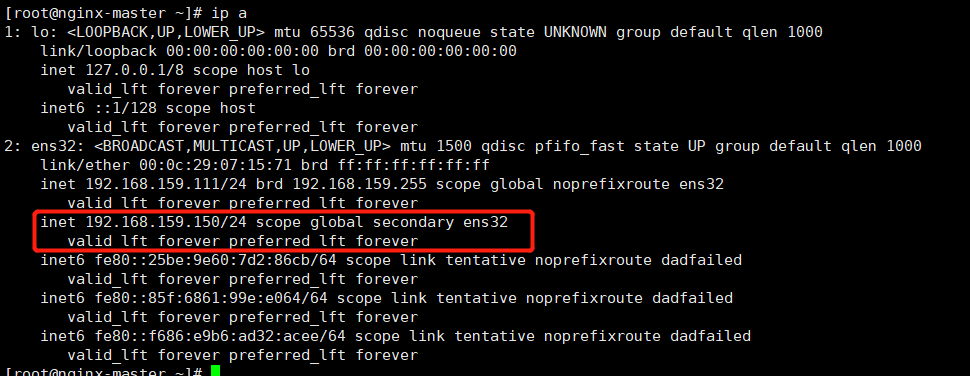 [root@nginx-master ~]# ip a
1: lo: <LOOPBACK,UP,LOWER_UP> mtu 65536 qdisc noqueue state UNKNOWN group default qlen 1000
link/loopback 00:00:00:00:00:00 brd 00:00:00:00:00:00
inet 127.0.0.1/8 scope host lo
valid_lft forever preferred_lft forever
inet6 ::1/128 scope host
valid_lft forever preferred_lft forever
2: ens32: <BROADCAST,MULTICAST,UP,LOWER_UP> mtu 1500 qdisc pfifo_fast state UP group default qlen 1000
link/ether 00:0c:29:07:15:71 brd ff:ff:ff:ff:ff:ff
inet 192.168.159.111/24 brd 192.168.159.255 scope global noprefixroute ens32
valid_lft forever preferred_lft forever
inet 192.168.159.150/24 scope global secondary ens32
valid_lft forever preferred_lft forever
inet6 fe80::25be:9e60:7d2:86cb/64 scope link tentative noprefixroute dadfailed
valid_lft forever preferred_lft forever
inet6 fe80::85f:6861:99e:e064/64 scope link tentative noprefixroute dadfailed
valid_lft forever preferred_lft forever
inet6 fe80::f686:e9b6:ad32:acee/64 scope link tentative noprefixroute dadfailed
valid_lft forever preferred_lft forever
[root@nginx-master ~]#